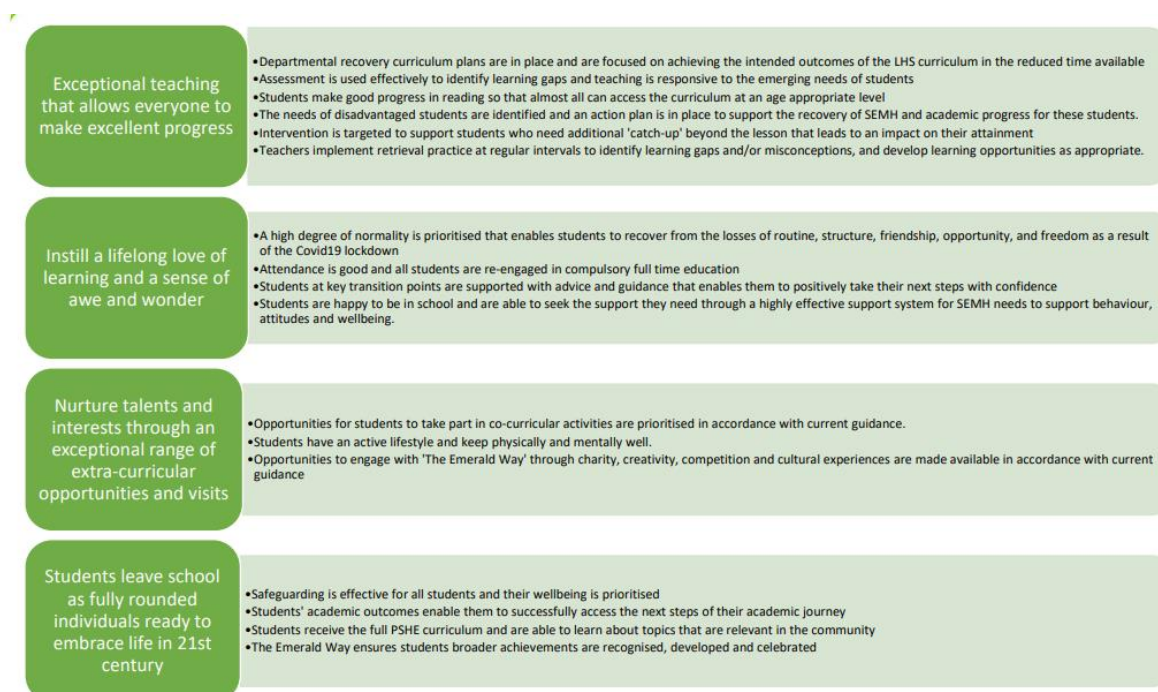 Exceptional teaching
that allows everyone to
make excellent progress
•Departmental recovery curriculum plans are in place and are focused on achieving the intended outcomes of the LHS curriculum in the reduced time available
•Assessment is used effectively to identify learning gaps and teaching is responsive to the emerging needs of students
•Students make good progress in reading so that almost all can access the curriculum at an age appropriate level
•The needs of disadvantaged students are identified and an action plan is in place to support the recovery of SEMH and academic progress for these students.
•Intervention is targeted to support students who need additional 'catch-up' beyond the lesson that leads to an impact on their attainment
•Teachers implement retrieval practice at regular intervals to identify learning gaps and/or misconceptions, and develop learning opportunities as appropriate.
Instill a lifelong love of
learning and a sense of
awe and wonder
•A high degree of normality is prioritised that enables students to recover from the losses of routine, structure, friendship, opportunity, and freedom as a result
of the Covid19 lockdown
•Attendance is good and all students are re-engaged in compulsory full time education
•Students at key transition points are supported with advice and guidance that enables them to positively take their next steps with confidence
•Students are happy to be in school and are able to seek the support they need through a highly effective support system for SEMH needs to support behaviour,
attitudes and wellbeing.
Nurture talents and
interests through an
exceptional range of
extra-curricular
opportunities and visits
•Opportunities for students to take part in co-curricular activities are prioritised in accordance with current guidance.
•Students have an active lifestyle and keep physically and mentally well.
•Opportunities to engage with 'The Emerald Way' through charity, creativity, competition and cultural experiences are made available in accordance with current
guidance
Students leave school
as fully rounded
individuals ready to
embrace life in 21st
century
•Safeguarding is effective for all students and their wellbeing is prioritised
•Students' academic outcomes enable them to successfully access the next steps of their academic journey
•Students receive the full PSHE curriculum and are able to learn about topics that are relevant in the community
•The Emerald Way ensures students broader achievements are recognised, developed and celebrated